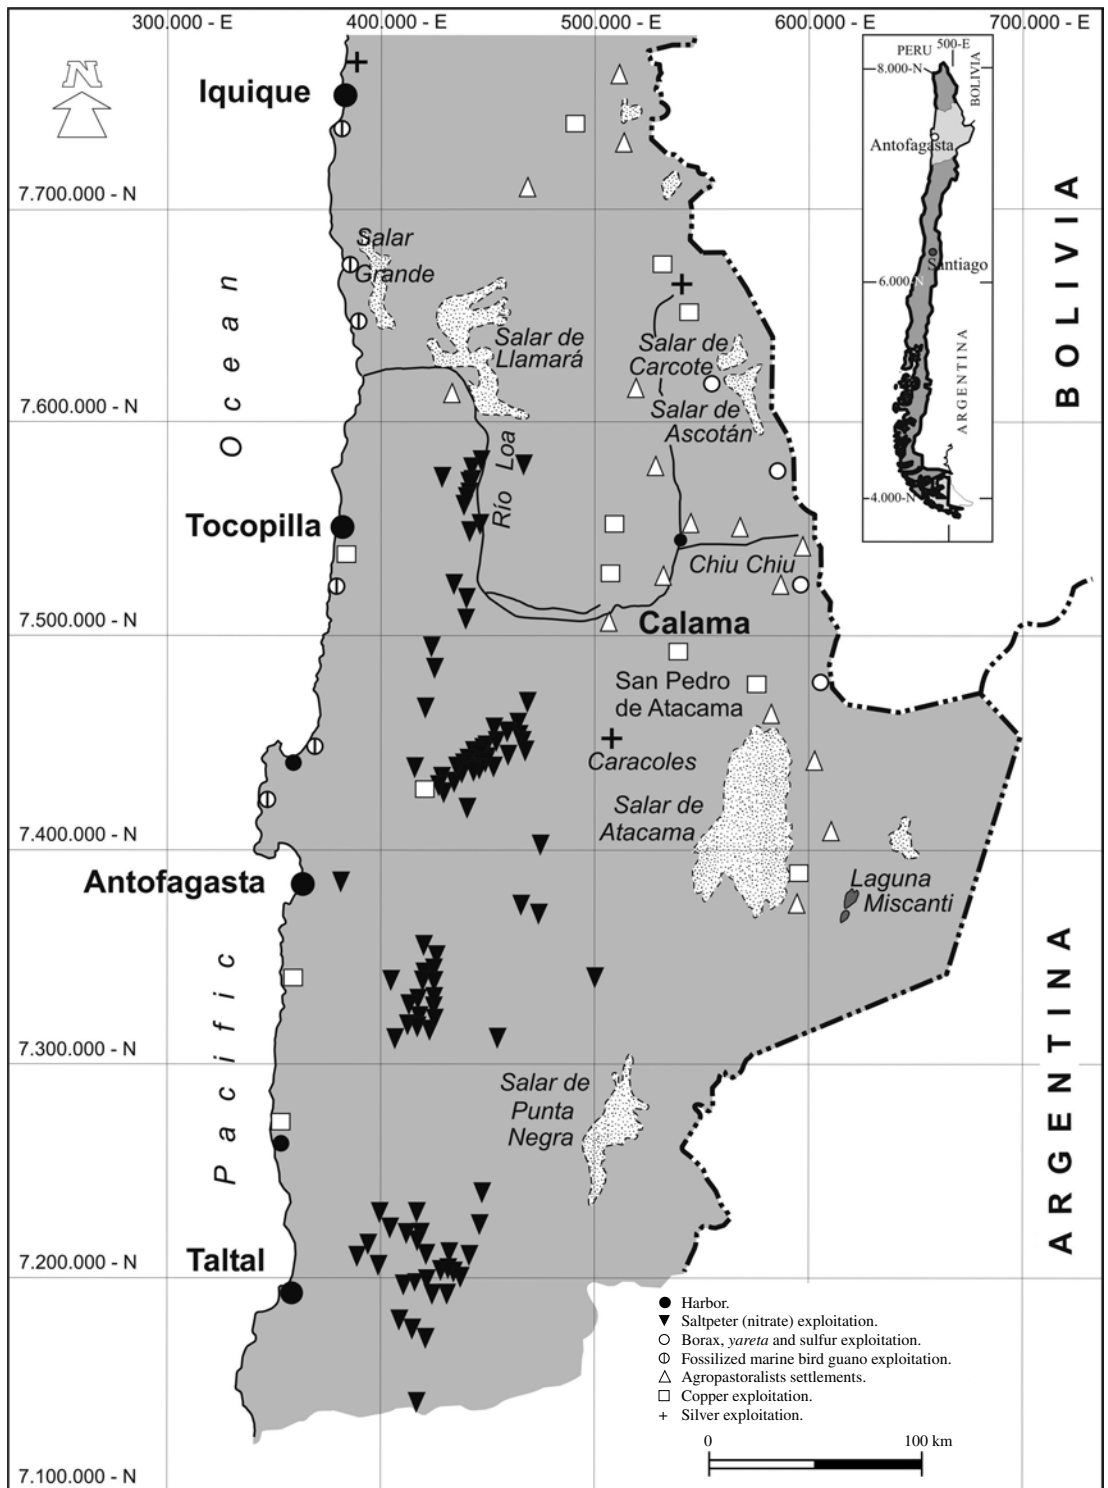 300.000 - E
400.000 - E
500.000 - E
600.000 - E
700.000 - E
N
Iquique
PERU
500-E
8.000-N
BOLIVIA
Antofagasta
Santiago
6.000-N
ARGENTINA
4.000-N
7.700.000 - N
BOLIVIA
Salar
Grande
Salar de
Llamará
Salar de
Carcote
Salar de
Ascotán
7.600.000 - N
Río Loa
Pacific Ocean
Tocopilla
Chiu Chiu
7.500.000 - N
Calama
San Pedro
de Atacama
Caracoles
Salar de
Atacama
7.400.000 - N
Antofagasta
Laguna
Miscanti
ARGENTINA
7.300.000 - N
Salar de
Punta
Negra
Taltal
7.200.000 - N
Harbor.
Saltpeter (nitrate) exploitation.
Borax, yareta and sulfur exploitation.
Fossilized marine bird guano exploitation.
Agropastoralists settlements.
Copper exploitation.
Silver exploitation.
0 100 km
7.100.000 - N